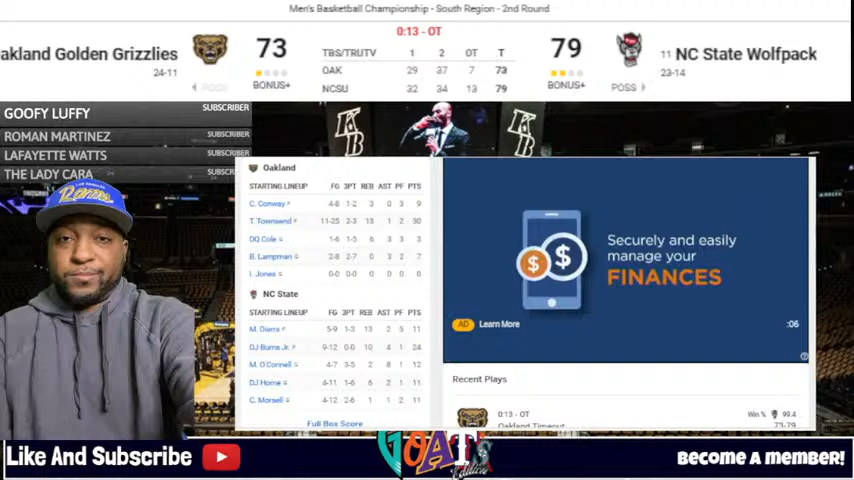 Men's Basketball Championship - South Region - 2nd Round
0:13 - OT
akland Golden Grizzlies 73 79 11 NC State Wolfpack
24-11 BONUS+ BONUS+ 23-14
POSS POSS
TBS/TRUTV 1 2 OT T
OAK 29 37 7 73
NCSU 32 34 13 79
GOOFY LUFFY SUBSCRIBER
ROMAN MARTINEZ SUBSCRIBER
LAFAYETTE WATTS SUBSCRIBER
THE LADY CARA SUBSC
K B
K B
Oakland
STARTING LINEUP FG 3PT REB AST PF PTS
C. Conway F 4-8 1-2 3 0 3 9
T. Townsend F 11-25 2-3 13 1 2 30
DQ Cole G 1-6 1-5 6 3 3 3
B. Lampman G 2-8 2-7 0 3 2 7
I. Jones G 0-0 0-0 0 0 0 0
NC State
STARTING LINEUP FG 3PT REB AST PF PTS
M. Diarra F 5-9 1-3 13 2 5 11
DJ Burns Jr. F 9-12 0-0 10 4 1 24
M. O'Connell G 4-7 3-5 2 8 1 12
DJ Horne G 4-11 1-6 6 2 1 11
C. Morsell G 4-12 2-6 1 1 2 11
Full Box Score
Securely and easily
manage your
FINANCES
AD Learn More :06
Recent Plays
0:13 - OT Win % 99.4
Oakland Timeout 73-79
LOS ANGELES
Like And Subscribe
GOAT
Become a member!